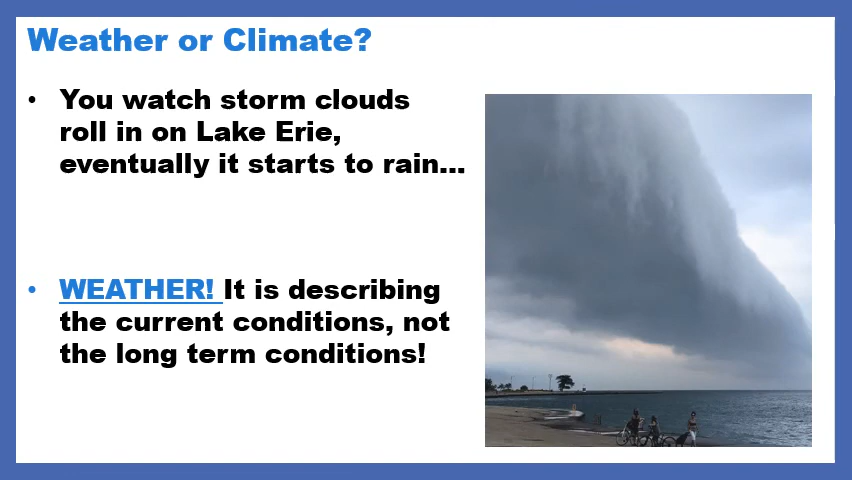 Weather or Climate?
• You watch storm clouds
roll in on Lake Erie,
eventually it starts to rain...
• WEATHER! It is describing
the current conditions, not
the long term conditions!